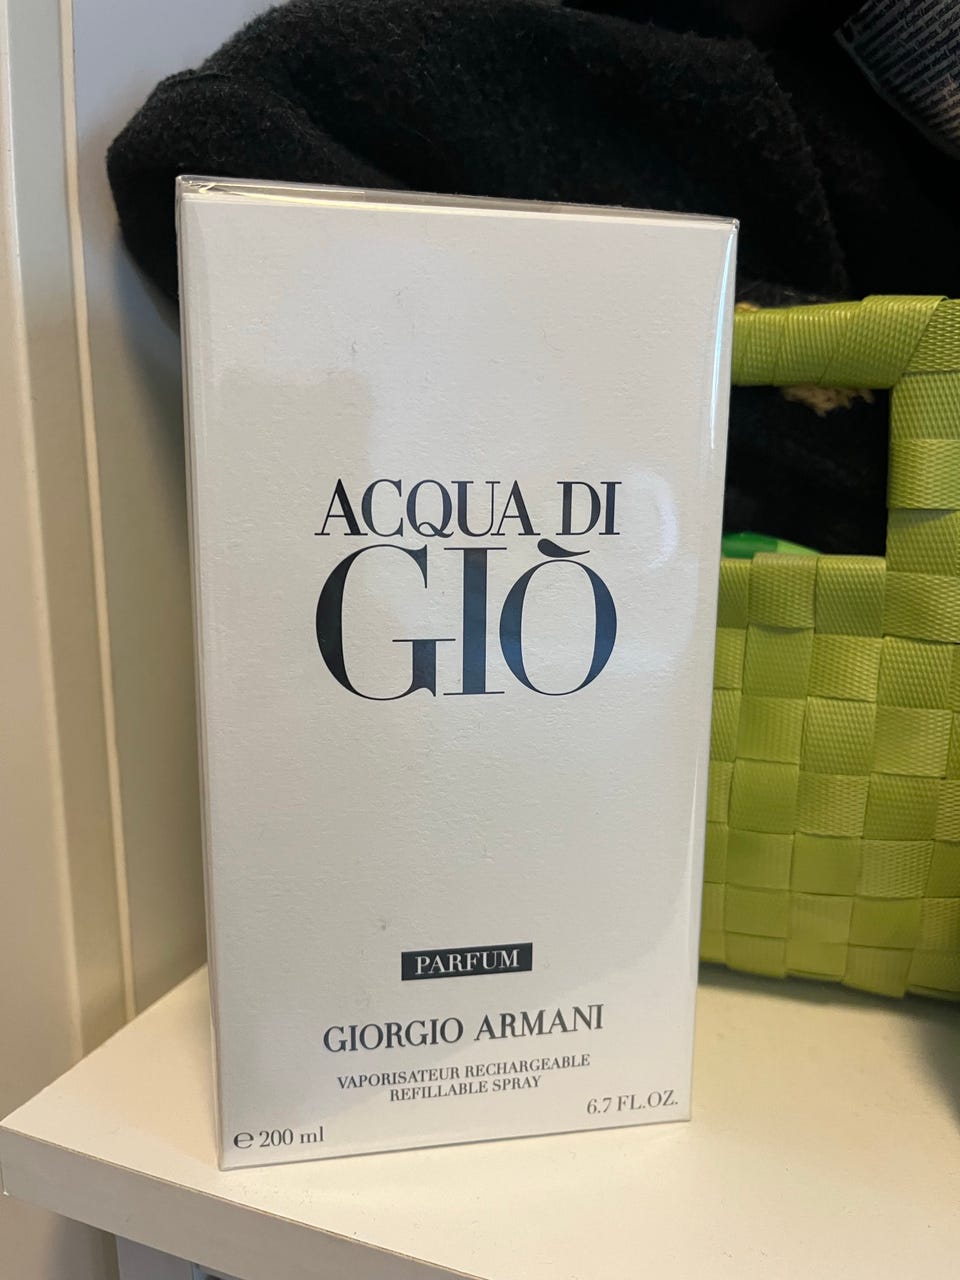 ACQUA DI
GIÒ
PARFUM
GIORGIO ARMANI
VAPORISATEUR RECHARGEABLE
REFILLABLE SPRAY
℮ 200 ml
6.7 FL.OZ.